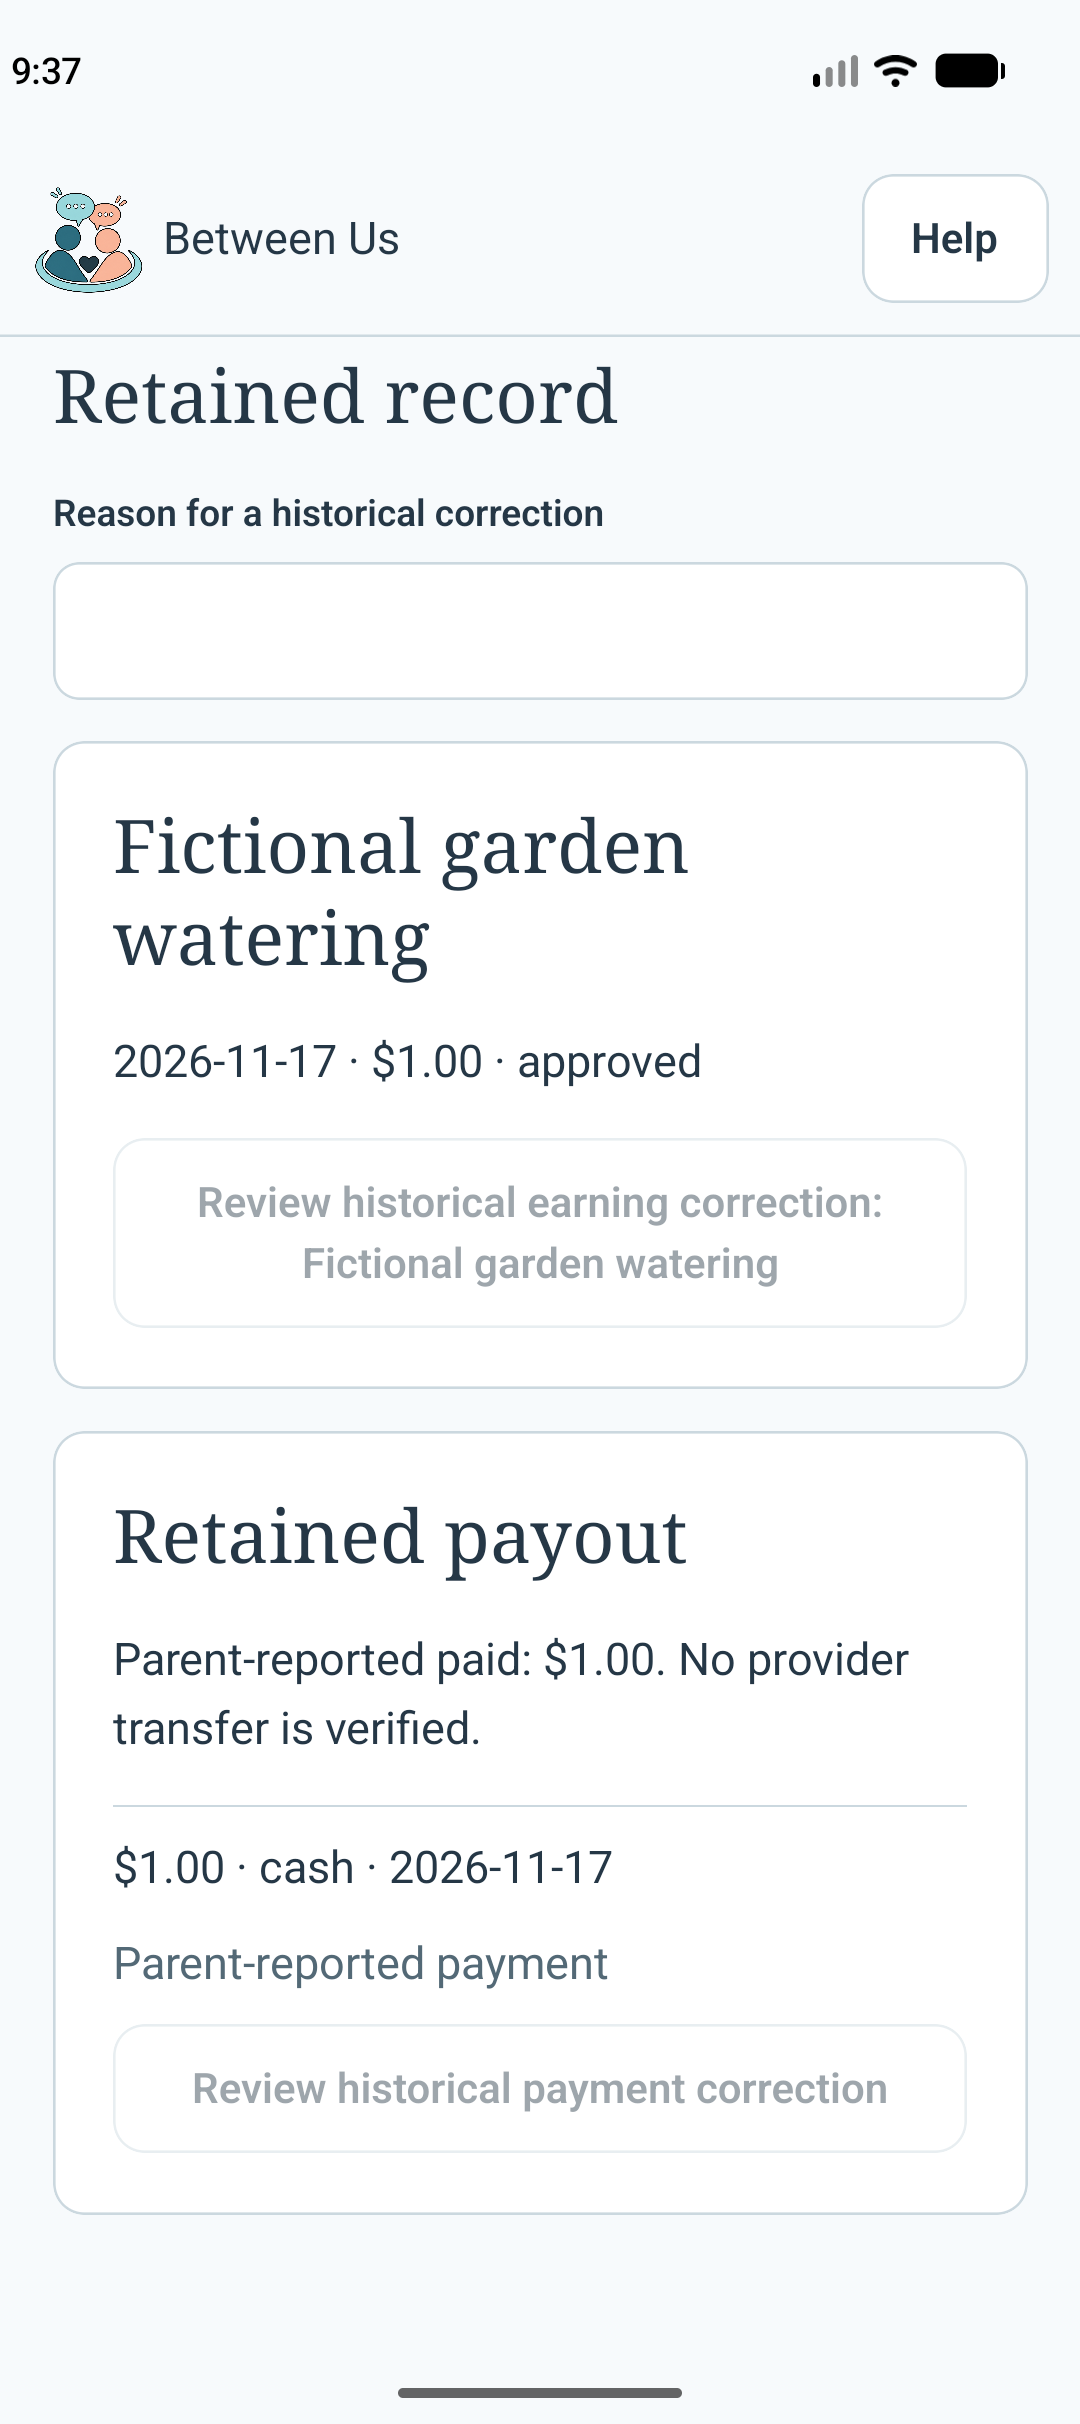 9:37
Between Us
Help
Retained record
Reason for a historical correction
Fictional garden
watering
2026-11-17 · $1.00 · approved
Review historical earning correction:
Fictional garden watering
Retained payout
Parent-reported paid: $1.00. No provider
transfer is verified.
$1.00 · cash · 2026-11-17
Parent-reported payment
Review historical payment correction